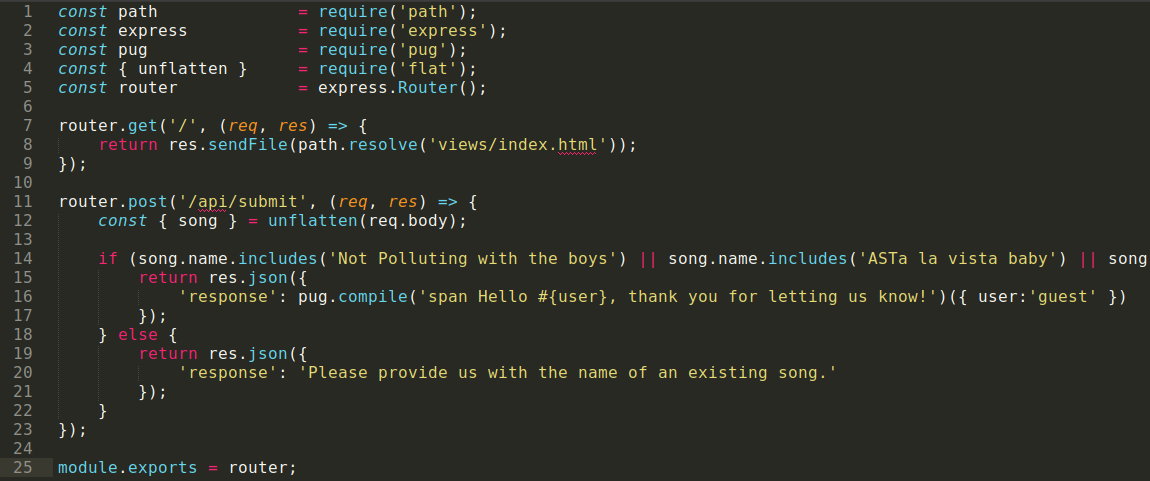 1 const path = require('path');
2 const express = require('express');
3 const pug = require('pug');
4 const { unflatten } = require('flat');
5 const router = express.Router();
6
7 router.get('/', (req, res) => {
8 return res.sendFile(path.resolve('views/index.html'));
9 });
10
11 router.post('/api/submit', (req, res) => {
12 const { song } = unflatten(req.body);
13
14 if (song.name.includes('Not Polluting with the boys') || song.name.includes('ASTa la vista baby') || song
15 return res.json({
16 'response': pug.compile('span Hello #{user}, thank you for letting us know!')({ user:'guest' })
17 });
18 } else {
19 return res.json({
20 'response': 'Please provide us with the name of an existing song.'
21 });
22 }
23 });
24
25 module.exports = router;